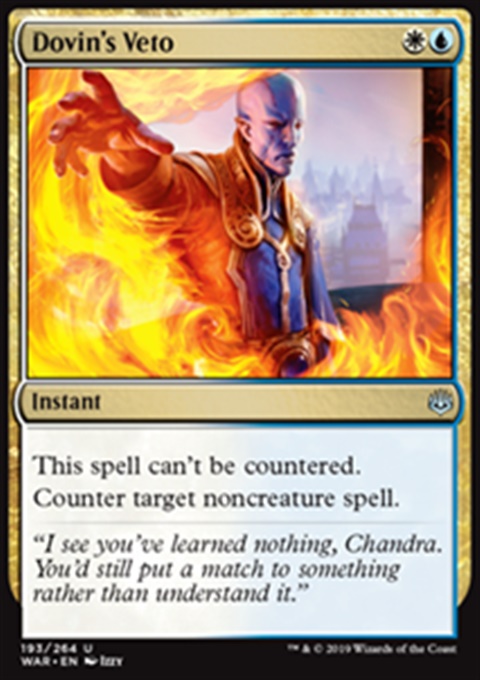 Dovin's Veto
Instant
This spell can't be countered.
Counter target noncreature spell.
"I see you've learned nothing, Chandra.
You'd still put a match to something
rather than understand it."
193/264 U
WAR • EN Izzy
™ & © 2019 Wizards of the Coast